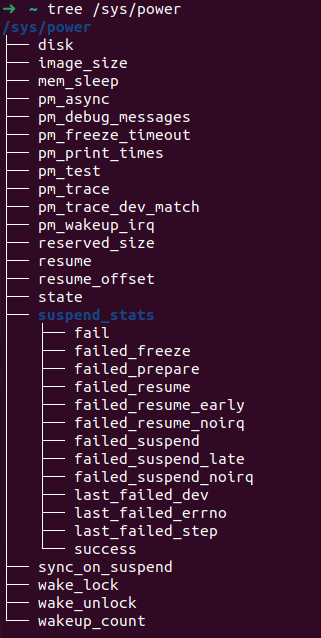 ➜ ~ tree /sys/power
/sys/power
├── disk
├── image_size
├── mem_sleep
├── pm_async
├── pm_debug_messages
├── pm_freeze_timeout
├── pm_print_times
├── pm_test
├── pm_trace
├── pm_trace_dev_match
├── pm_wakeup_irq
├── reserved_size
├── resume
├── resume_offset
├── state
├── suspend_stats
│   ├── fail
│   ├── failed_freeze
│   ├── failed_prepare
│   ├── failed_resume
│   ├── failed_resume_early
│   ├── failed_resume_noirq
│   ├── failed_suspend
│   ├── failed_suspend_late
│   ├── failed_suspend_noirq
│   ├── last_failed_dev
│   ├── last_failed_errno
│   ├── last_failed_step
│   └── success
├── sync_on_suspend
├── wake_lock
├── wake_unlock
└── wakeup_count